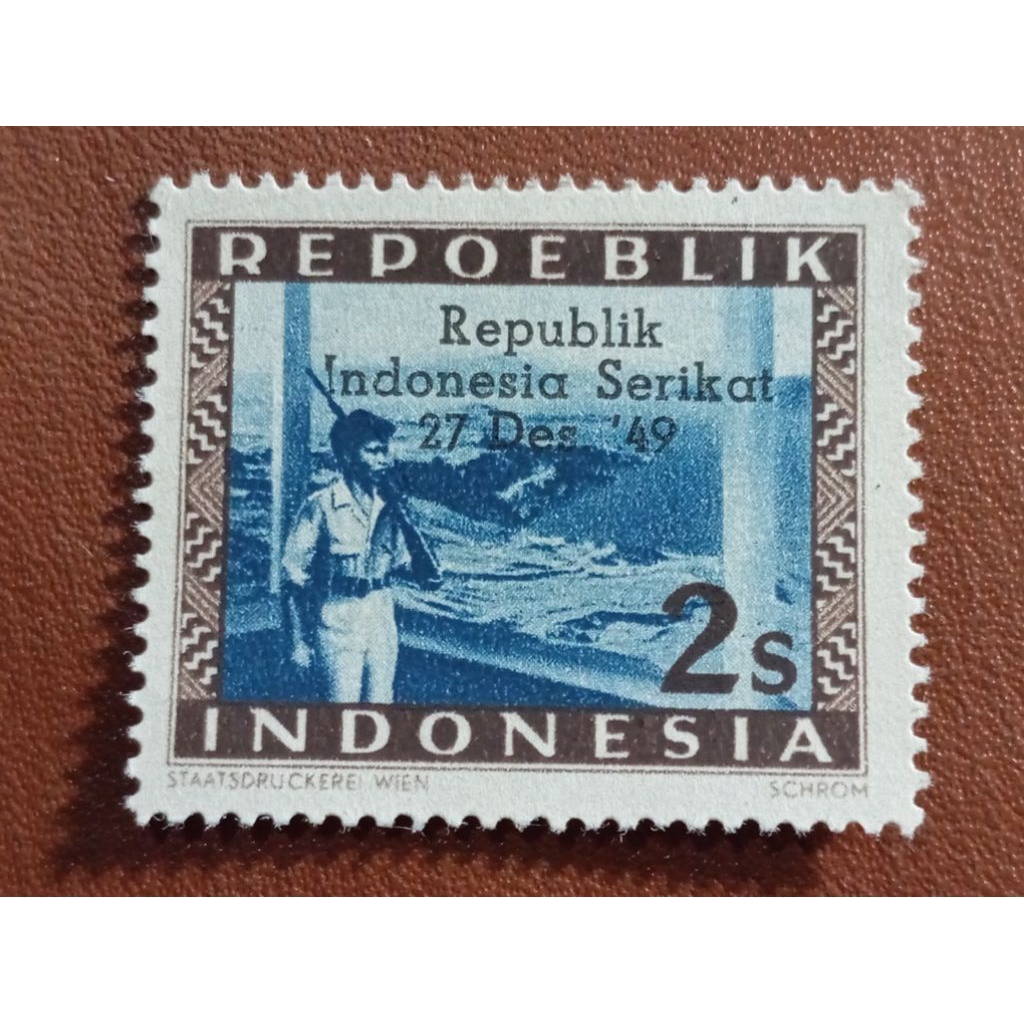 REPOEBLIK
Republik
Indonesia Serikat
27 Des. '49
2s
INDONESIA
STAATSDRUCKEREI WIEN
SCHROM